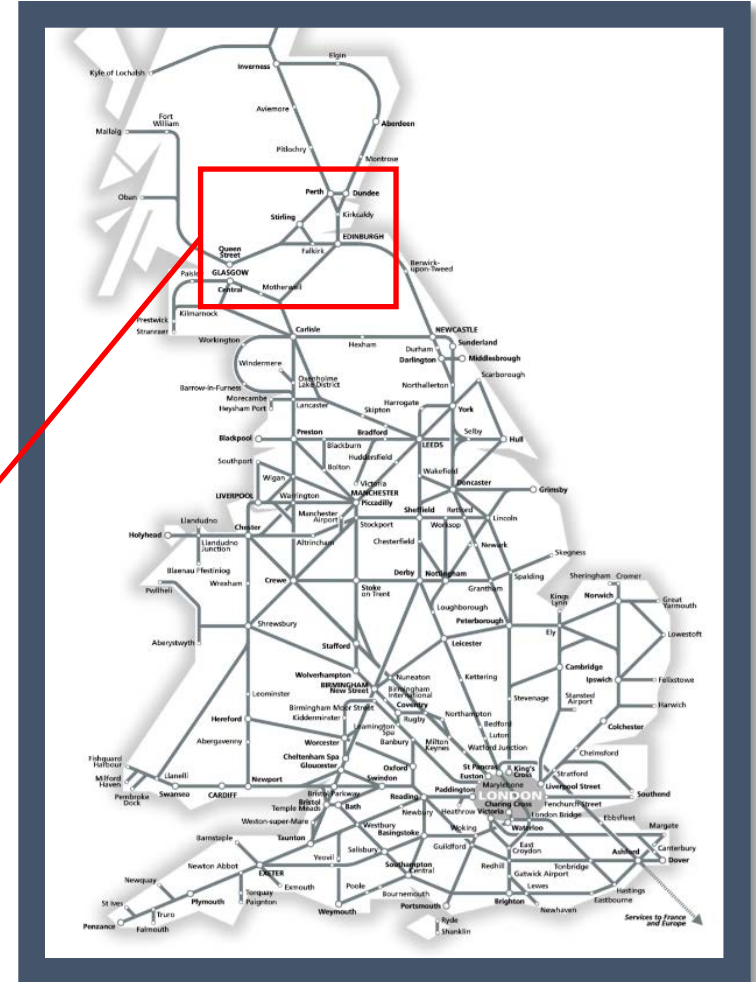 Elgin
Inverness
Kyle of Lochalsh
Aviemore
Fort
William
Mallaig
Aberdeen
Pitlochry
Montrose
Perth
Dundee
Oban
Stirling
Kirkcaldy
EDINBURGH
Queen
Street
Falkirk
Berwick-
upon-Tweed
GLASGOW
Central
Motherwell
Prestwick
Kilmarnock
Stranraer
Carlisle
NEWCASTLE
Workington
Hexham
Sunderland
Durham
Darlington
Middlesbrough
Windermere
Scarborough
Oxenholme
Lake District
Barrow-in-Furness
Northallerton
Morecambe
Heysham Port
Lancaster
Harrogate
York
Skipton
Blackpool
Preston
Bradford
Selby
Hull
Blackburn
LEEDS
Southport
Bolton
Huddersfield
Wakefield
Wigan
Victoria
Doncaster
Grimsby
LIVERPOOL
Warrington
MANCHESTER
Piccadilly
Manchester
Airport
Sheffield
Retford
Llandudno
Stockport
Worksop
Lincoln
Holyhead
Chester
Llandudno
Junction
Altrincham
Chesterfield
Newark
Skegness
Blaenau Ffestiniog
Pwllheli
Wrexham
Crewe
Stoke
on Trent
Derby
Nottingham
Grantham
Spalding
Sheringham
Cromer
Kings
Lynn
Norwich
Great
Yarmouth
Loughborough
Peterborough
Aberystwyth
Shrewsbury
Stafford
Leicester
Ely
Lowestoft
Wolverhampton
BIRMINGHAM
New Street
Nuneaton
Kettering
Cambridge
Ipswich
Felixstowe
Birmingham
International
Stansted
Airport
Leominster
Birmingham Moor Street
Coventry
Stevenage
Harwich
Kidderminster
Rugby
Northampton
Hereford
Leamington
Spa
Bedford
Colchester
Abergavenny
Worcester
Banbury
Milton
Keynes
Luton
Watford Junction
Chelmsford
Fishguard
Harbour
Cheltenham Spa
Gloucester
Oxford
St Pancras
King's
Cross
Euston
Stratford
Milford
Haven
Llanelli
Newport
Swindon
Paddington
Marylebone
Liverpool Street
Pembroke
Dock
Swansea
CARDIFF
Bristol Parkway
Reading
LONDON
Southend
Bristol
Temple Meads
Bath
Newbury
Heathrow
Victoria
Charing Cross
Fenchurch Street
London Bridge
Ebbsfleet
Weston-super-Mare
Westbury
Basingstoke
Woking
Waterloo
Margate
Barnstaple
Taunton
Salisbury
Guildford
East
Croydon
Canterbury
Ashford
Dover
Newton Abbot
Yeovil
Southampton
Central
Redhill
Tonbridge
Gatwick Airport
EXETER
Newquay
Exmouth
Poole
Bournemouth
Lewes
Hastings
Eastbourne
St Ives
Plymouth
Torquay
Paignton
Weymouth
Portsmouth
Brighton
Newhaven
Truro
Penzance
Falmouth
Ryde
Shanklin
Services to France
and Europe